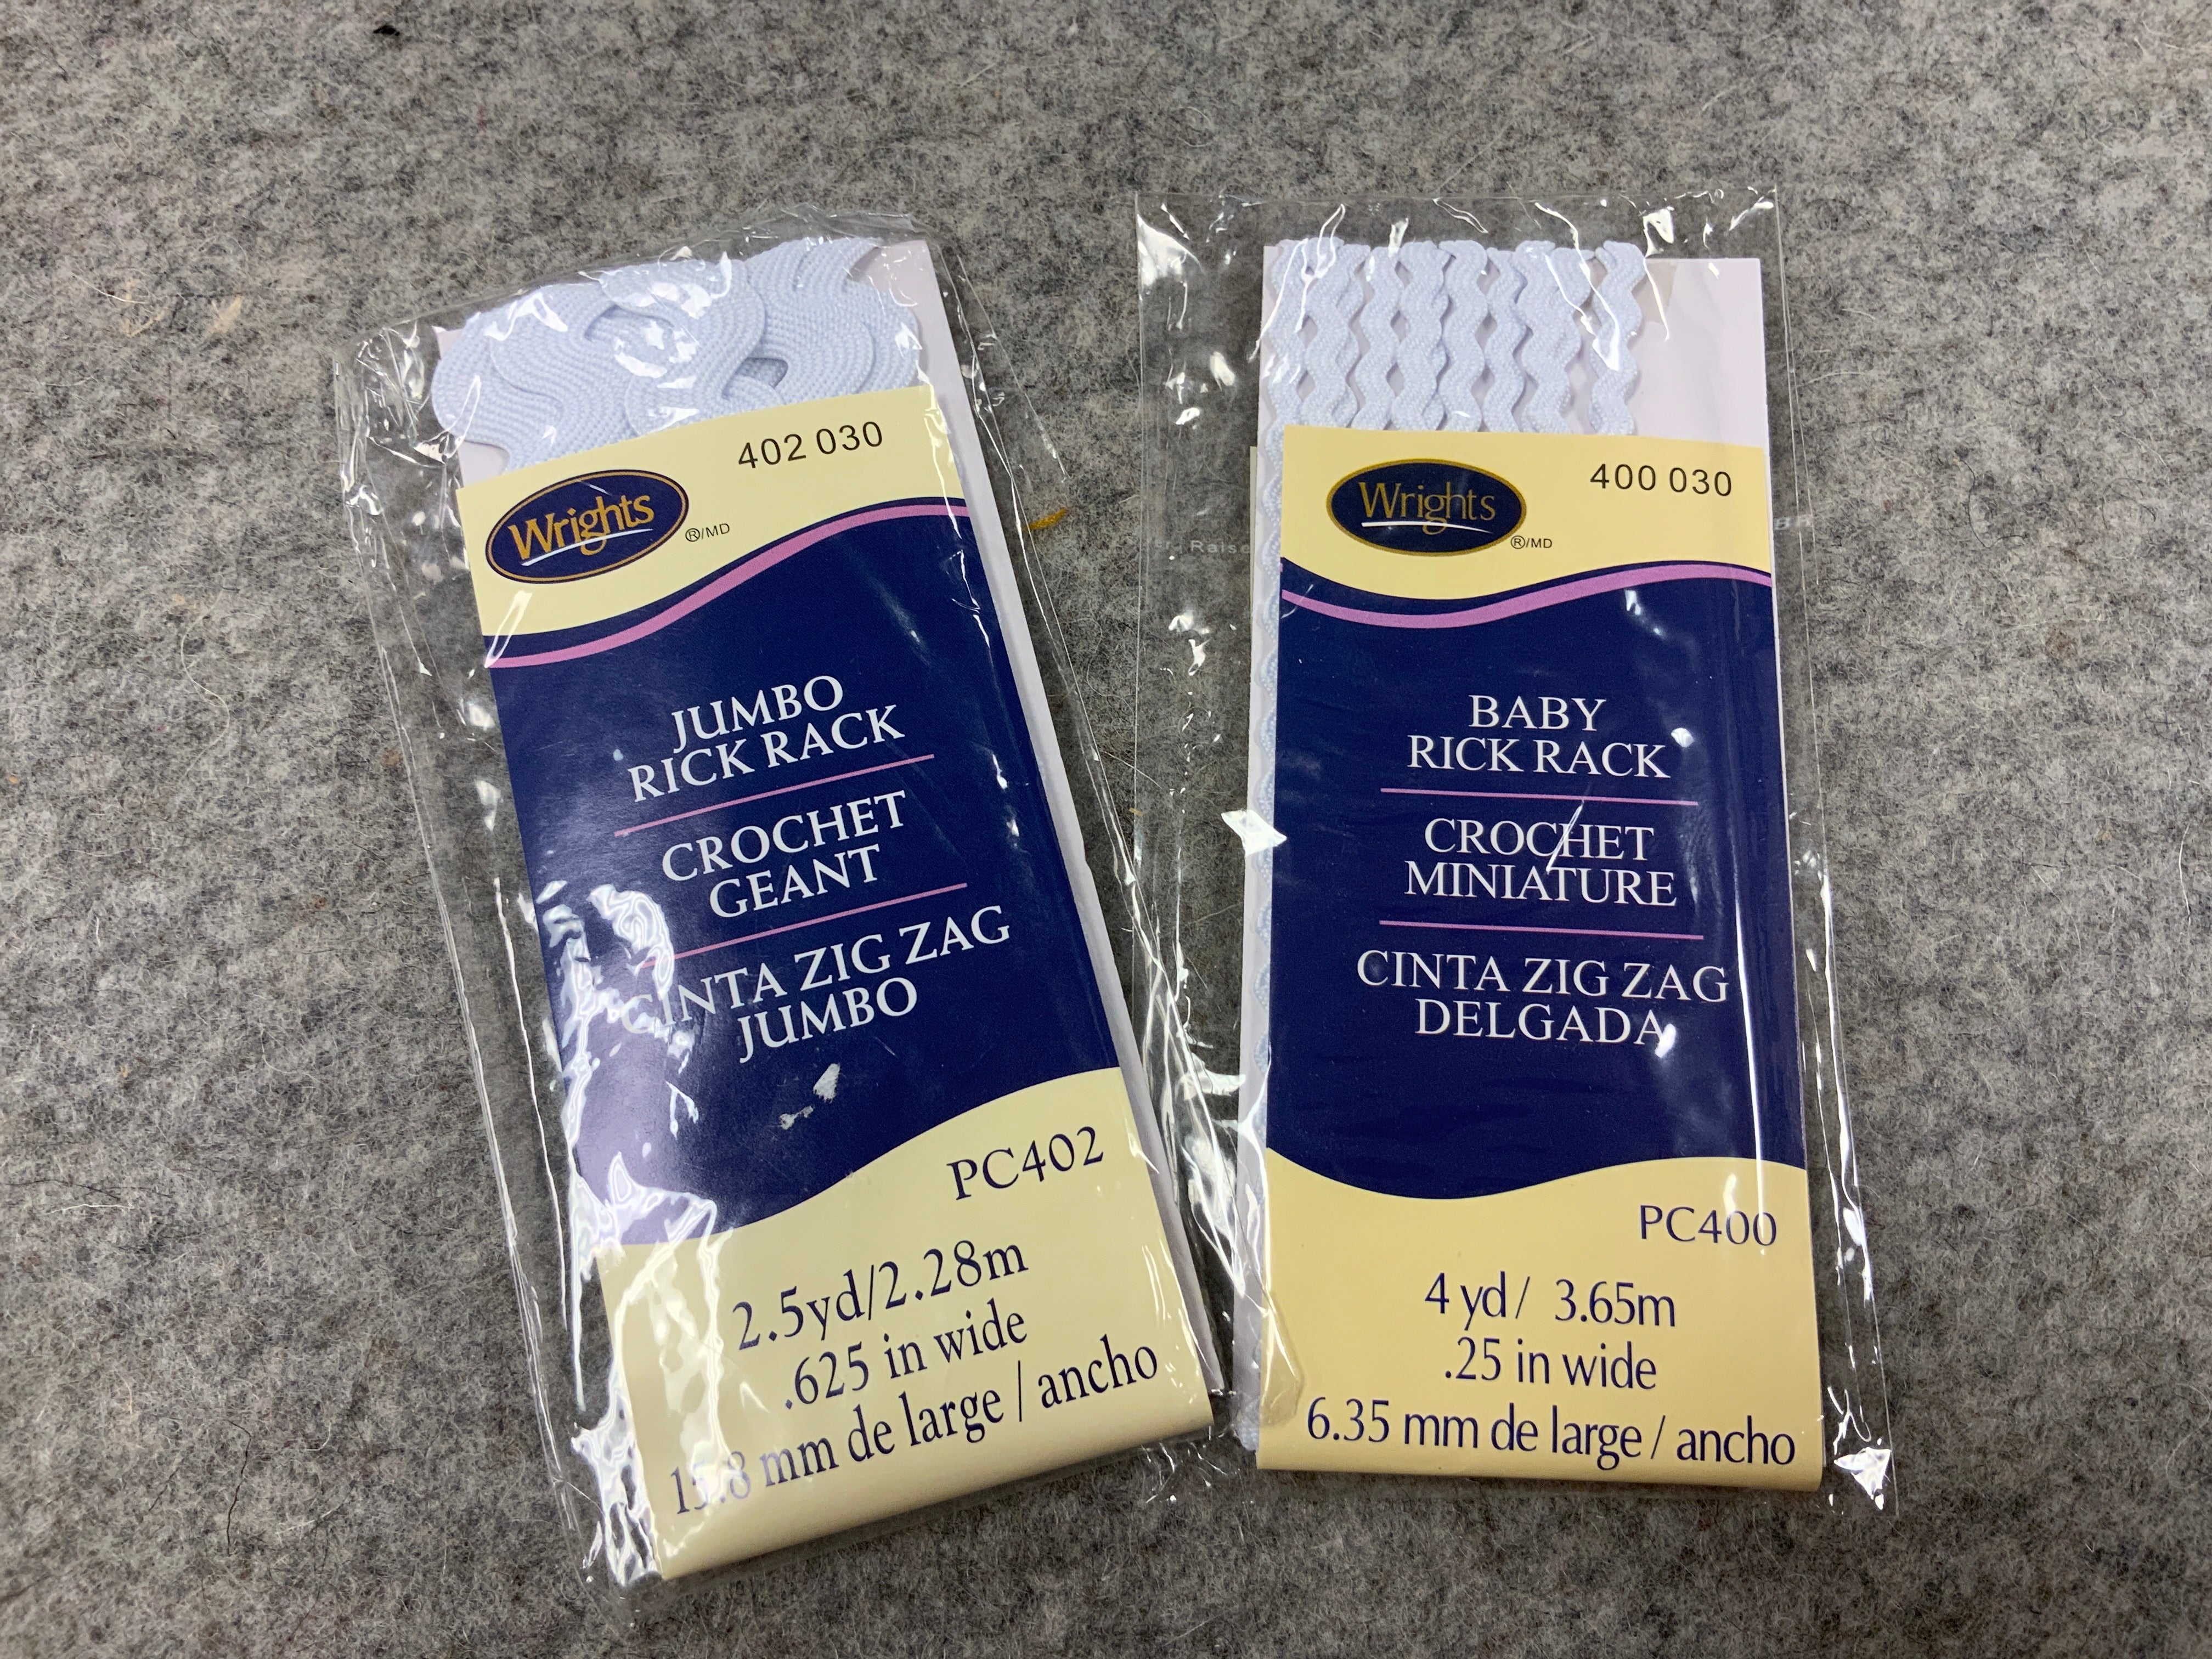 402 030
Wrights
®/MD
JUMBO
RICK RACK
CROCHET
GEANT
CINTA ZIG ZAG
JUMBO
PC402
2.5yd/2.28m
.625 in wide
15.8 mm de large / ancho
400 030
Wrights
®/MD
BABY
RICK RACK
CROCHET
MINIATURE
CINTA ZIG ZAG
DELGADA
PC400
4 yd / 3.65m
.25 in wide
6.35 mm de large / ancho